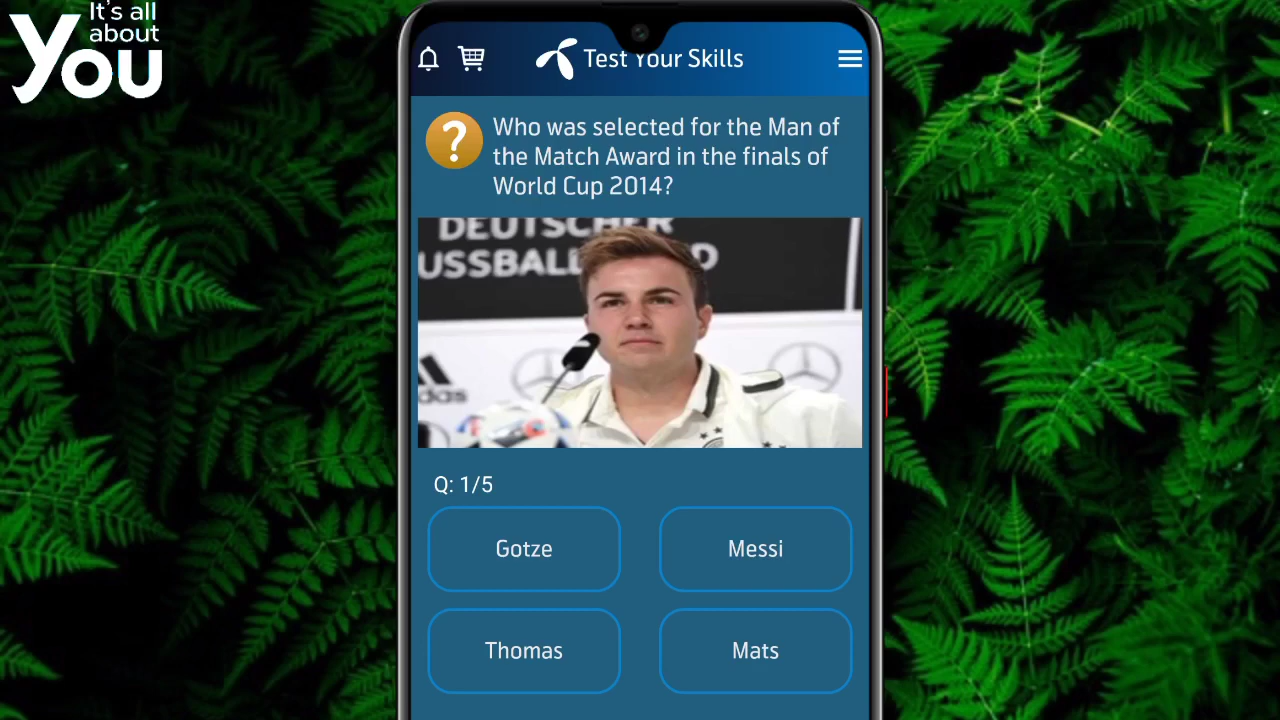 It's all
about
You
Test Your Skills
?
Who was selected for the Man of
the Match Award in the finals of
World Cup 2014?
DEUTSCHER
USSBALL
D
das
Q: 1/5
Gotze
Messi
Thomas
Mats